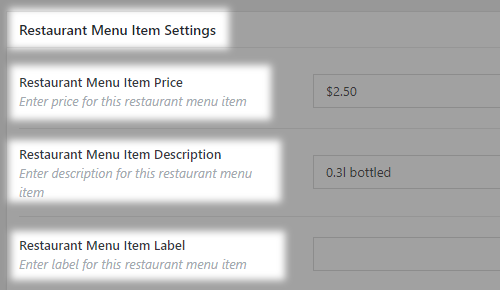 Restaurant Menu Item Settings
Restaurant Menu Item Price
Enter price for this restaurant menu item
$2.50
Restaurant Menu Item Description
Enter description for this restaurant menu
item
0.3l bottled
Restaurant Menu Item Label
Enter label for this restaurant menu item